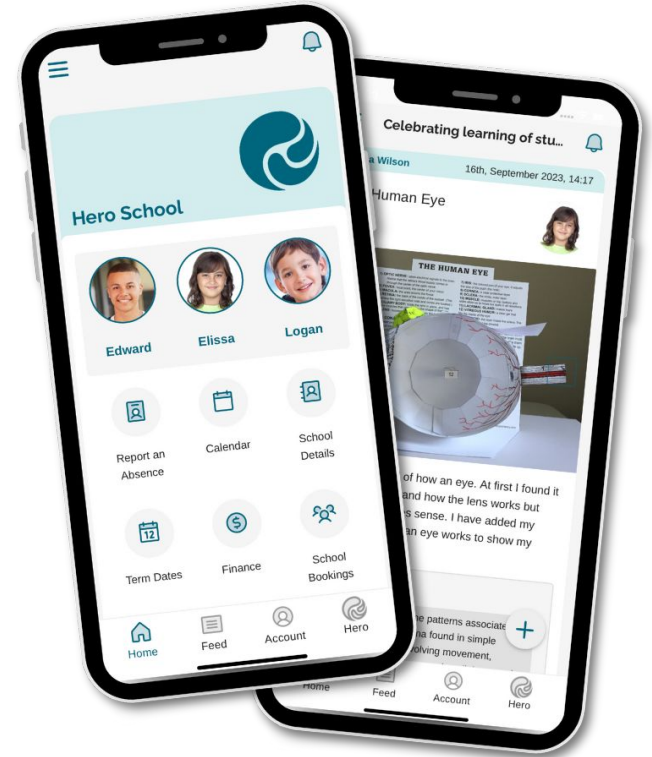 Hero School
Edward
Elissa
Logan
Report an
Absence
Calendar
School
Details
12
Term Dates
Finance
School
Bookings
Home
Feed
Account
Hero
Celebrating learning of stu...
a Wilson
16th, September 2023, 14:17
Human Eye
THE HUMAN EYE
of how an eye. At first I found it
and how the lens works but
s sense. I have added my
an eye works to show my
e patterns associate
na found in simple
volving movement,
Home
Feed
Account
Hero